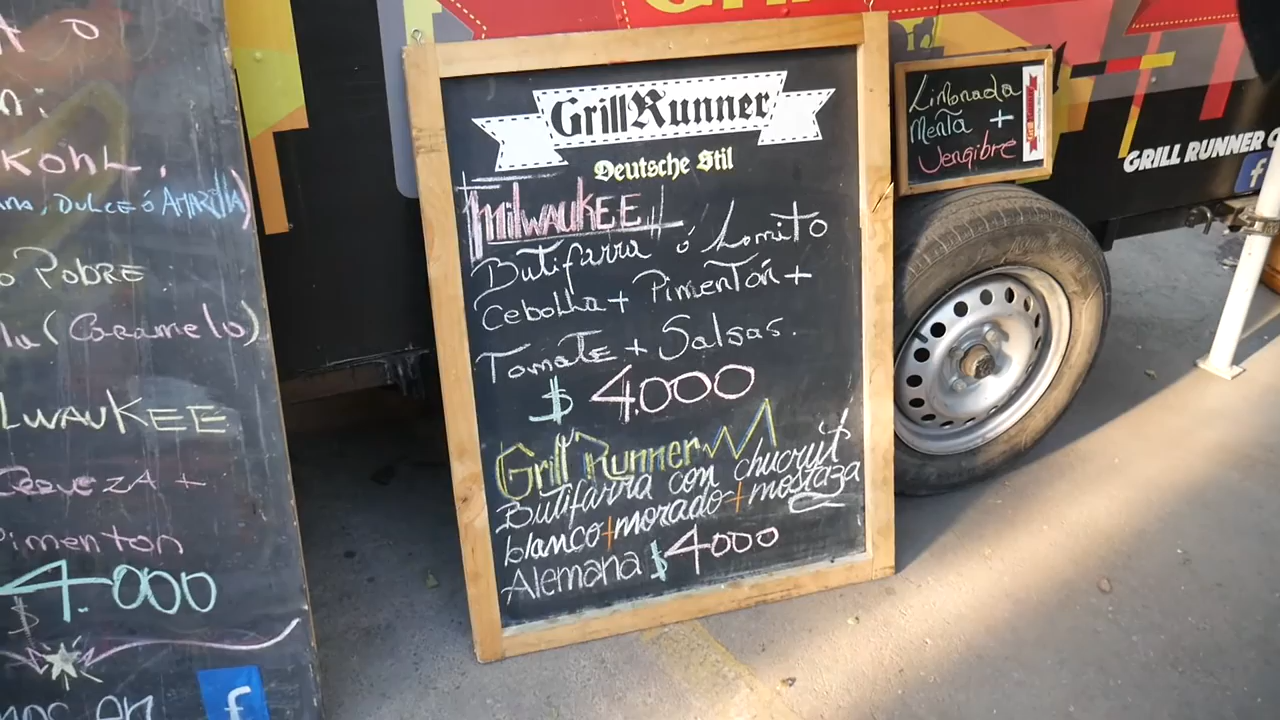 KOHL,
DULCE ó AMARILLA)
POBRE
(Caramelo)
LWAUKEE
CervezA +
Pimenton
$ 4.000
en
f
GrillRunner
Deutsche Stil
MilwaukEE
Butifarra ó Lomito
Cebolla + Pimentón +
Tomate + Salsas.
$ 4.000
Grill Runner
Butifarra con chucrut
blanco+morado+mostaza
Alemana $4000
Limonada
Menta +
Jengibre
GRILL RUNNER
f